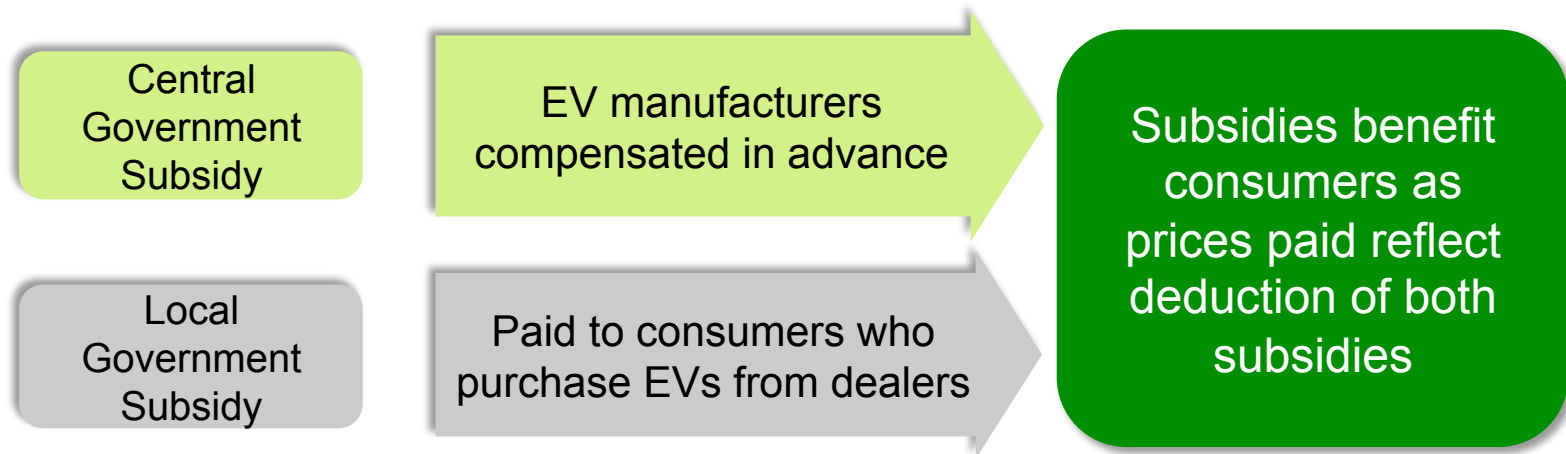 Central
Government
Subsidy
EV manufacturers
compensated in advance
Local
Government
Subsidy
Paid to consumers who
purchase EVs from dealers
Subsidies benefit
consumers as
prices paid reflect
deduction of both
subsidies